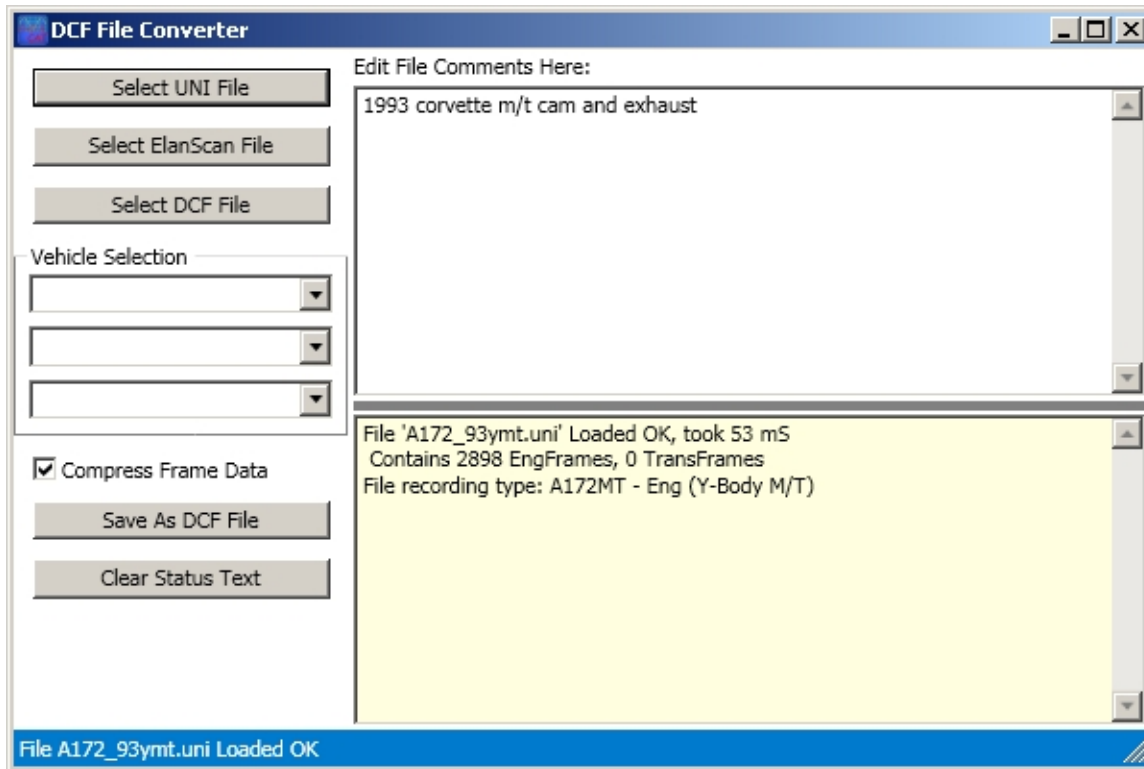 DCF File Converter
Select UNI File
Select ElanScan File
Select DCF File
Vehicle Selection
Compress Frame Data
Save As DCF File
Clear Status Text
Edit File Comments Here:
1993 corvette m/t cam and exhaust
File 'A172_93ymt.uni' Loaded OK, took 53 mS
Contains 2898 EngFrames, 0 TransFrames
File recording type: A172MT - Eng (Y-Body M/T)
File A172_93ymt.uni Loaded OK